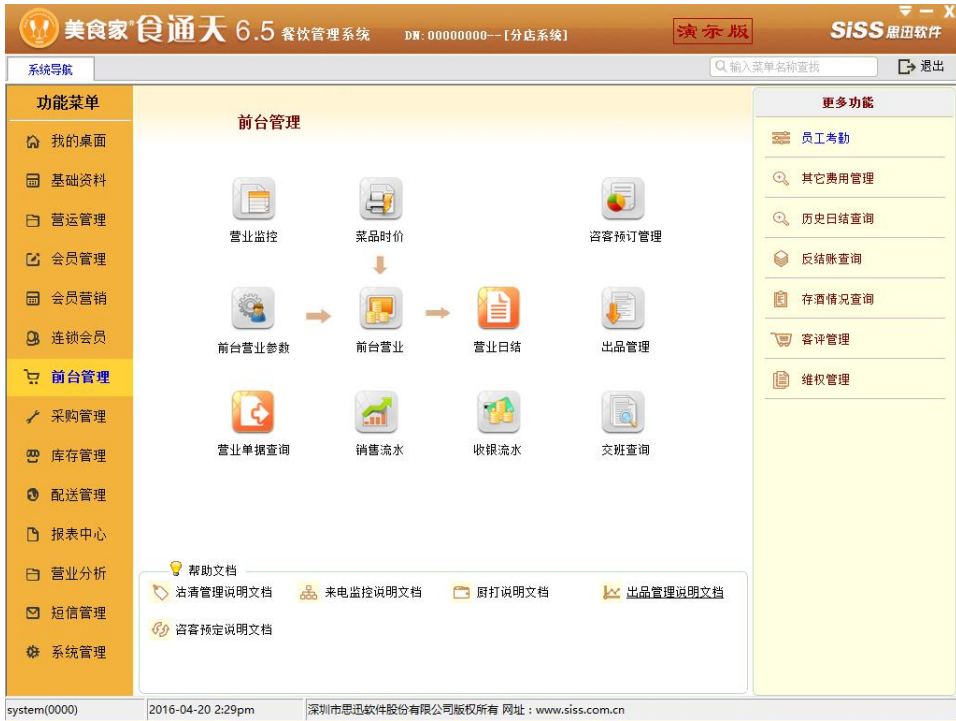 美食家 食通天 6.5 餐饮管理系统 DN:00000000--[分店系统] 演示版 SiSS 思迅软件
系统导航 输入菜单名称查找 退出
功能菜单
我的桌面
基础资料
营运管理
会员管理
会员营销
连锁会员
前台管理
采购管理
库存管理
配送管理
报表中心
营业分析
短信管理
系统管理
前台管理
营业监控 菜品时价 咨客预订管理
前台营业参数 前台营业 营业日结 出品管理
营业单据查询 销售流水 收银流水 交班查询
帮助文档
沽清管理说明文档 来电监控说明文档 厨打说明文档 出品管理说明文档
咨客预定说明文档
更多功能
员工考勤
其它费用管理
历史日结查询
反结账查询
存酒情况查询
客评管理
维权管理
system(0000) 2016-04-20 2:29pm 深圳市思迅软件股份有限公司版权所有 网址：www.siss.com.cn